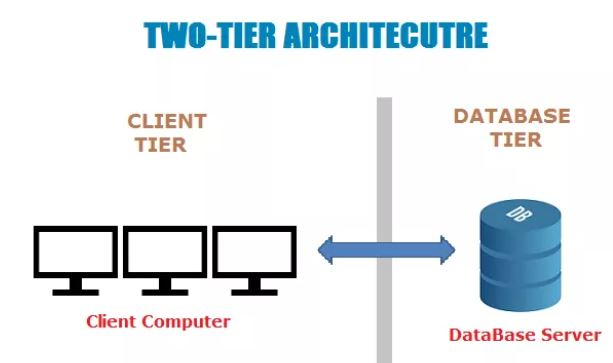 TWO-TIER ARCHITECUTRE
CLIENT
TIER
DATABASE
TIER
DB
Client Computer
DataBase Server